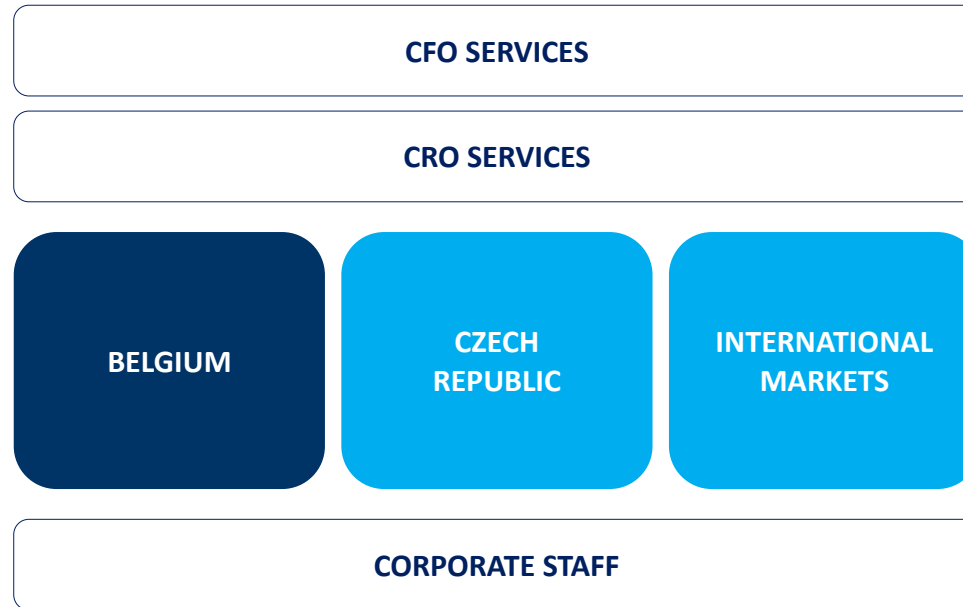 CFO SERVICES
CRO SERVICES
BELGIUM
CZECH
REPUBLIC
INTERNATIONAL
MARKETS
CORPORATE STAFF